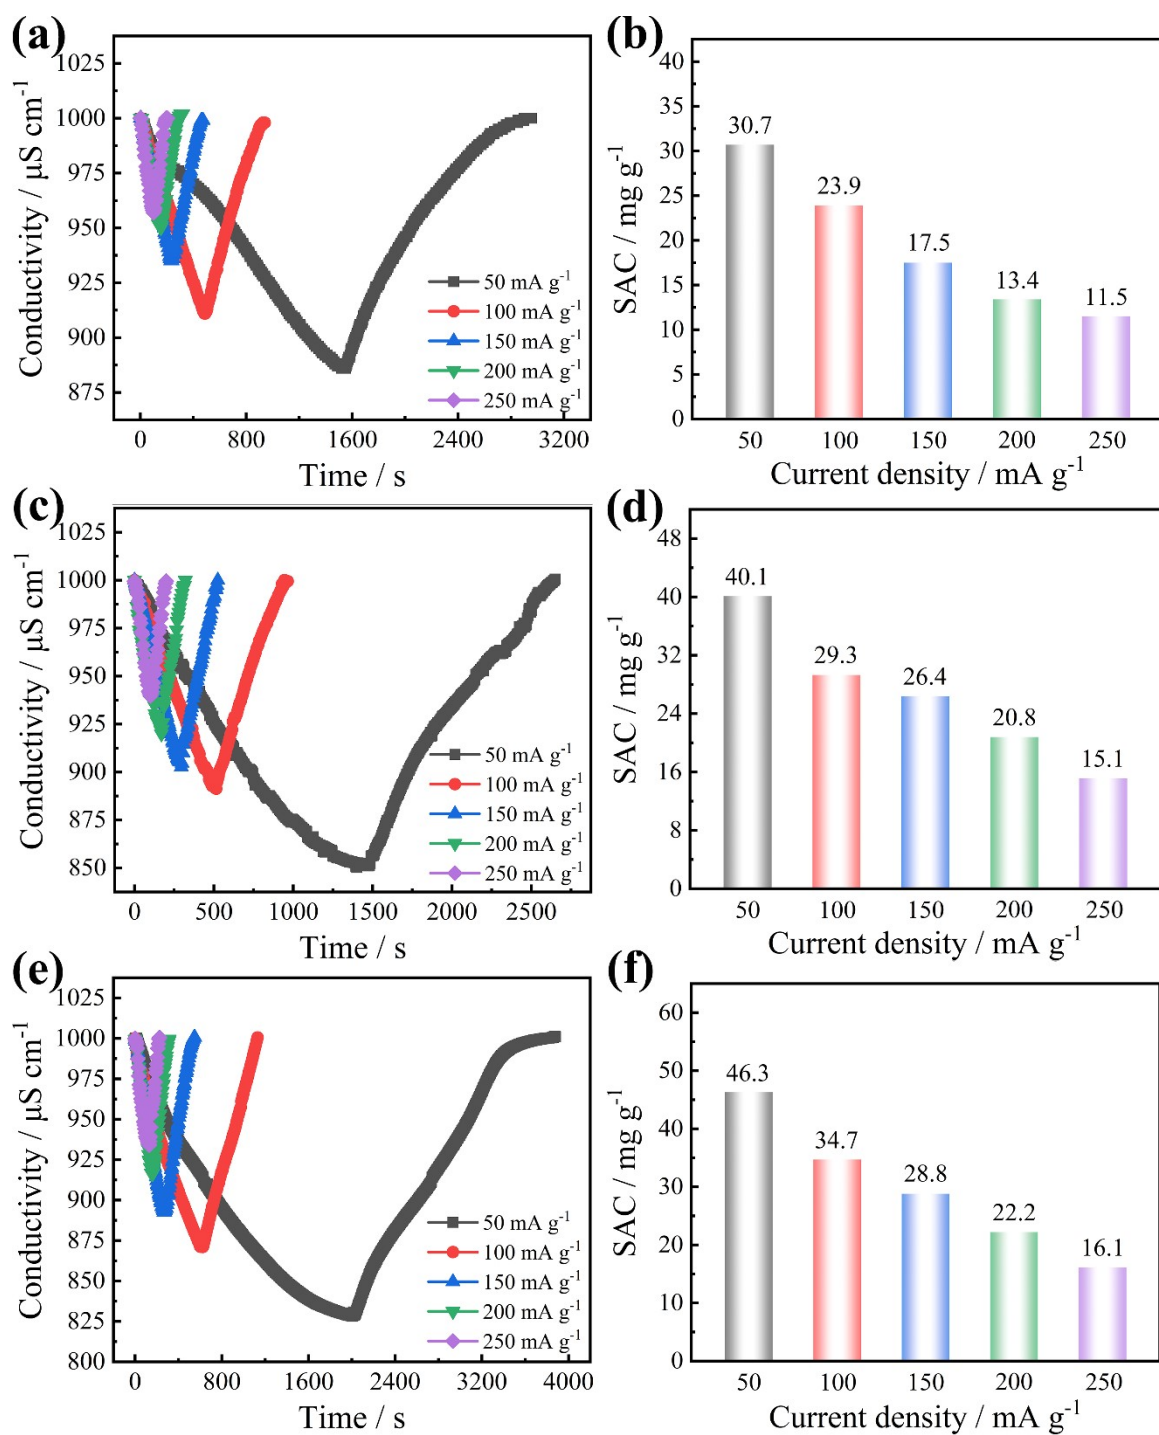 (a)
1025
1000
975
950
925
900
875
Conductivity / µS cm-1
50 mA g-1
100 mA g-1
150 mA g-1
200 mA g-1
250 mA g-1
0 800 1600 2400 3200
Time / s
(b)
40
35
30
25
20
15
10
5
0
SAC / mg g-1
30.7
23.9
17.5
13.4
11.5
50 100 150 200 250
Current density / mA g-1
(c)
1025
1000
975
950
925
900
875
850
Conductivity / µS cm-1
50 mA g-1
100 mA g-1
150 mA g-1
200 mA g-1
250 mA g-1
0 500 1000 1500 2000 2500
Time / s
(d)
48
40
32
24
16
8
0
SAC / mg g-1
40.1
29.3
26.4
20.8
15.1
50 100 150 200 250
Current density / mA g-1
(e)
1025
1000
975
950
925
900
875
850
825
800
Conductivity / µS cm-1
50 mA g-1
100 mA g-1
150 mA g-1
200 mA g-1
250 mA g-1
0 800 1600 2400 3200 4000
Time / s
(f)
60
50
40
30
20
10
0
SAC / mg g-1
46.3
34.7
28.8
22.2
16.1
50 100 150 200 250
Current density / mA g-1